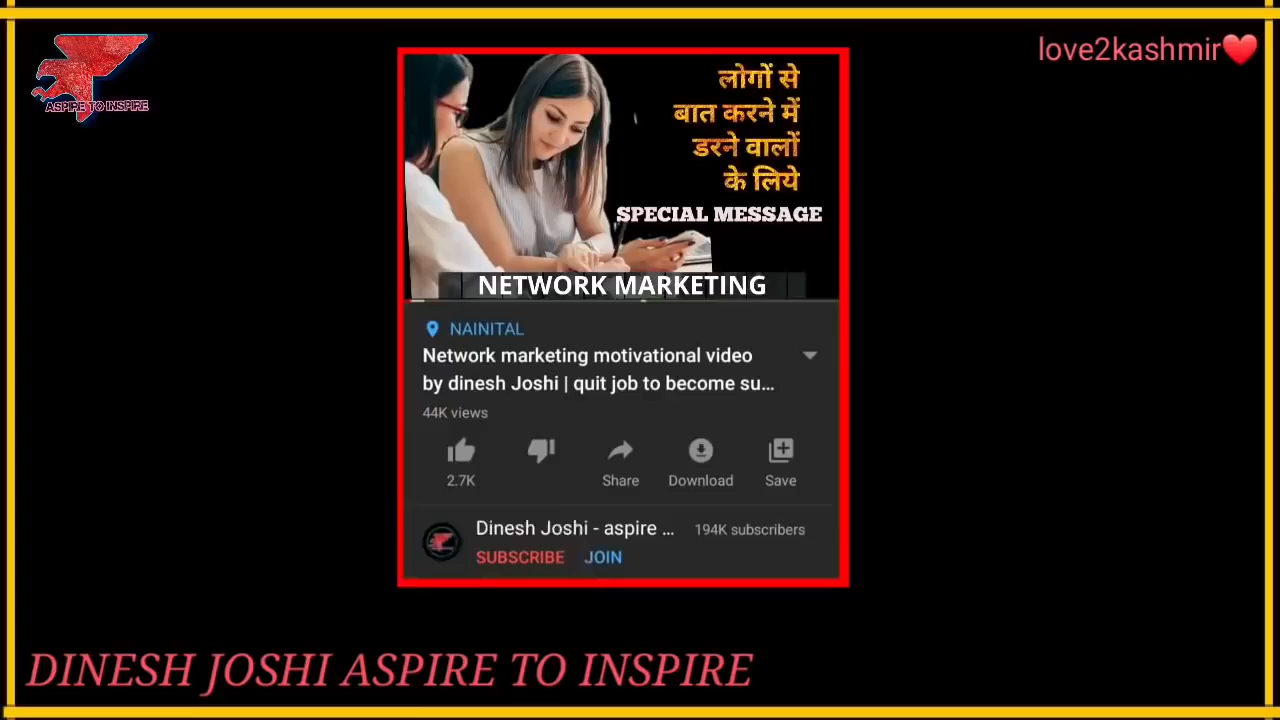 ASPIRE TO INSPIRE
love2kashmir❤️
लोगों से
बात करने में
डरने वालों
के लिये
SPECIAL MESSAGE
NETWORK MARKETING
NAINITAL
Network marketing motivational video
by dinesh Joshi | quit job to become su...
44K views
2.7K
Share
Download
Save
Dinesh Joshi - aspire ...
194K subscribers
SUBSCRIBE
JOIN
DINESH JOSHI ASPIRE TO INSPIRE